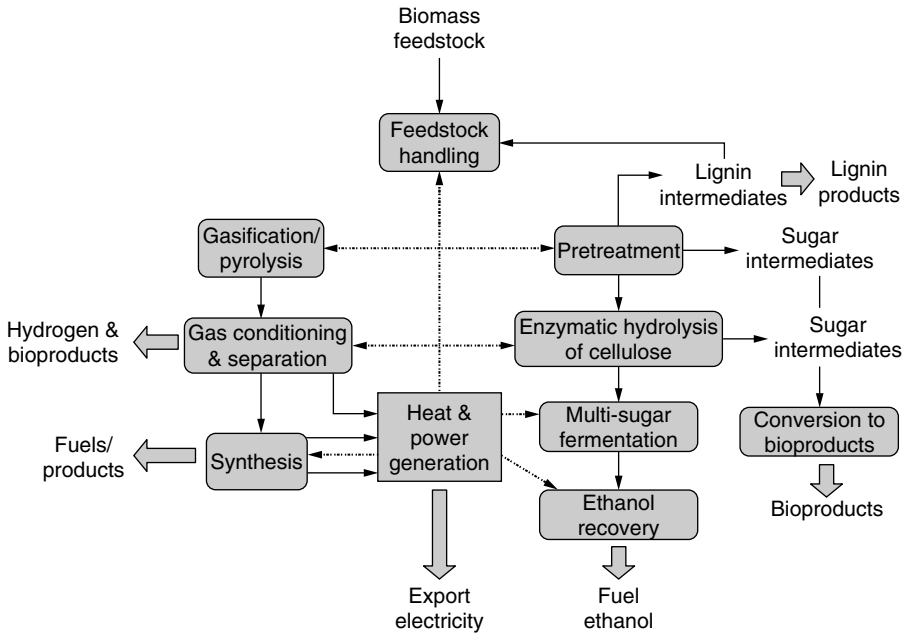 Biomass
feedstock
Feedstock
handling
Lignin
intermediates
Lignin
products
Gasification/
pyrolysis
Pretreatment
Sugar
intermediates
Hydrogen &
bioproducts
Gas conditioning
& separation
Enzymatic hydrolysis
of cellulose
Sugar
intermediates
Heat &
power
generation
Multi-sugar
fermentation
Conversion to
bioproducts
Fuels/
products
Synthesis
Ethanol
recovery
Bioproducts
Export
electricity
Fuel
ethanol